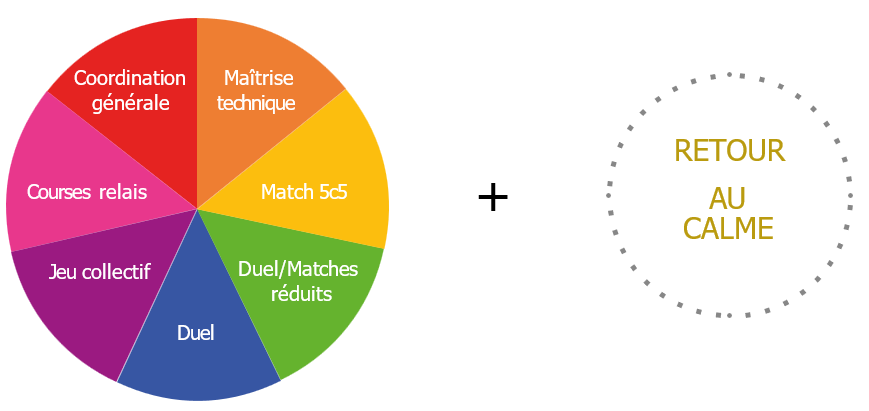 Coordination
générale
Maîtrise
technique
Courses relais
Match 5c5
Jeu collectif
Duel/Matches
réduits
Duel
+
RETOUR
AU
CALME